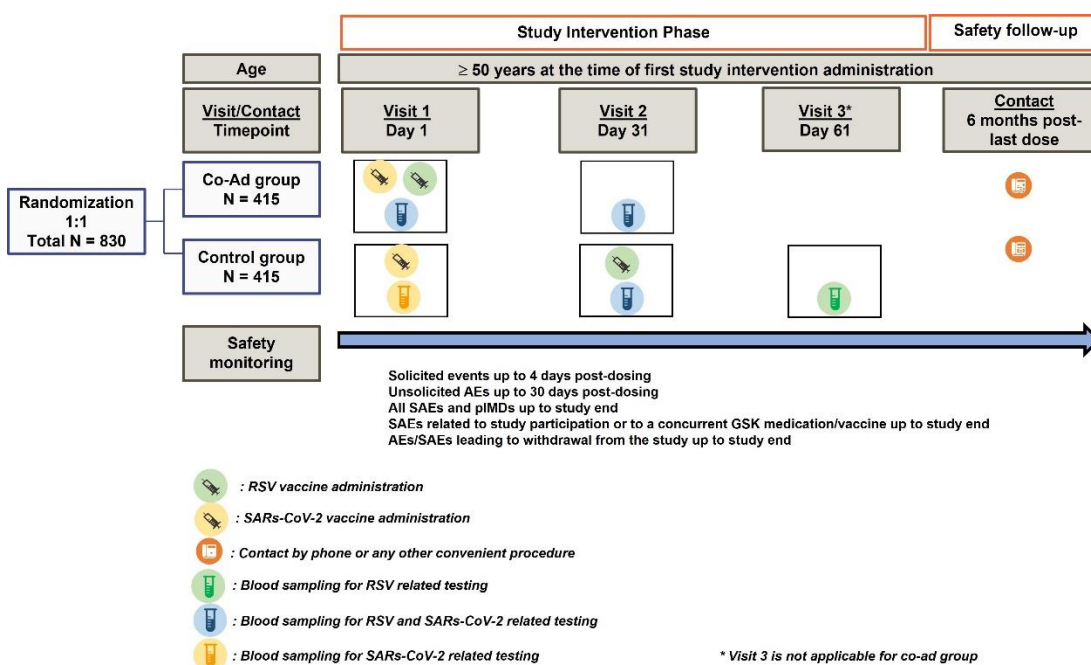 Study Intervention Phase
Safety follow-up
Age
≥ 50 years at the time of first study intervention administration
Visit/Contact
Timepoint
Visit 1
Day 1
Visit 2
Day 31
Visit 3*
Day 61
Contact
6 months post-
last dose
Randomization
1:1
Total N = 830
Co-Ad group
N = 415
Control group
N = 415
Safety
monitoring
Solicited events up to 4 days post-dosing
Unsolicited AEs up to 30 days post-dosing
All SAEs and pIMDs up to study end
SAEs related to study participation or to a concurrent GSK medication/vaccine up to study end
AEs/SAEs leading to withdrawal from the study up to study end
: RSV vaccine administration
: SARs-CoV-2 vaccine administration
: Contact by phone or any other convenient procedure
: Blood sampling for RSV related testing
: Blood sampling for RSV and SARs-CoV-2 related testing
: Blood sampling for SARs-CoV-2 related testing
* Visit 3 is not applicable for co-ad group